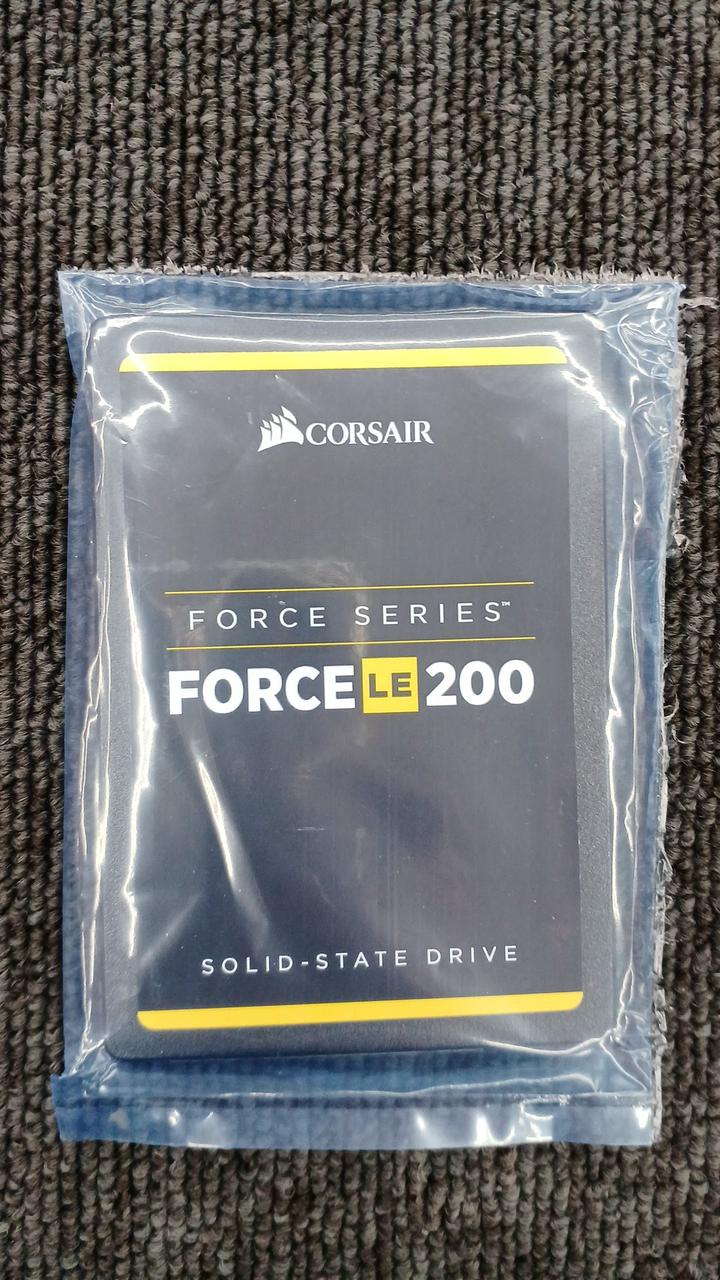 CORSAIR
FORCE SERIES™
FORCE LE 200
SOLID-STATE DRIVE